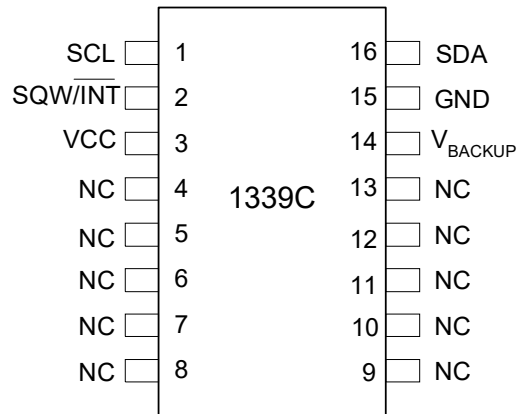 SCL 1 16 SDA
SQW/INT 2 15 GND
VCC 3 14 VBACKUP
NC 4 13 NC
1339C
NC 5 12 NC
NC 6 11 NC
NC 7 10 NC
NC 8 9 NC